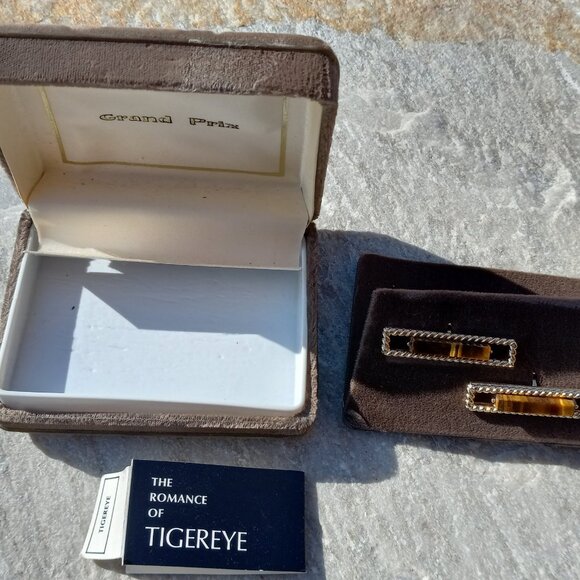 Grand Prix
TIGEREYE
THE
ROMANCE
OF
TIGEREYE